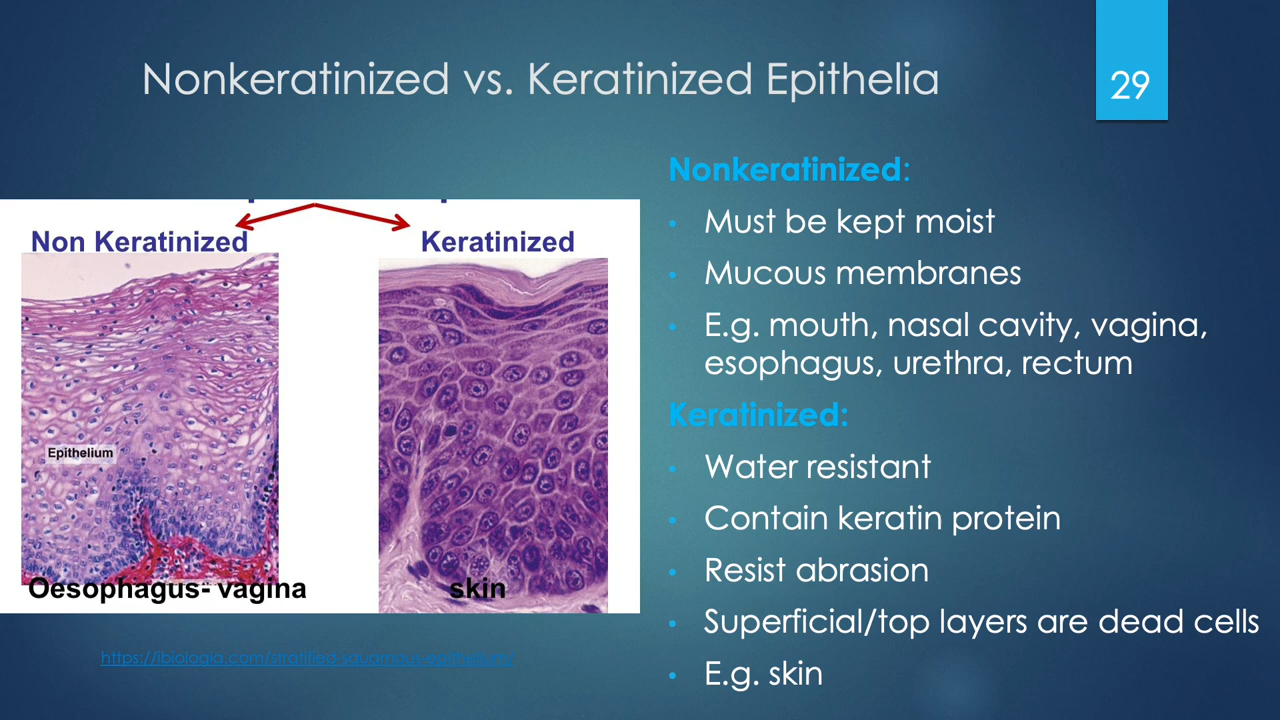 Nonkeratinized vs. Keratinized Epithelia
29
Non Keratinized
Keratinized
Epithelium
Oesophagus- vagina
skin
https://ibiologia.com/stratified-squamous-epithelium/
Nonkeratinized:
• Must be kept moist
• Mucous membranes
• E.g. mouth, nasal cavity, vagina,
esophagus, urethra, rectum
Keratinized:
• Water resistant
• Contain keratin protein
• Resist abrasion
• Superficial/top layers are dead cells
• E.g. skin